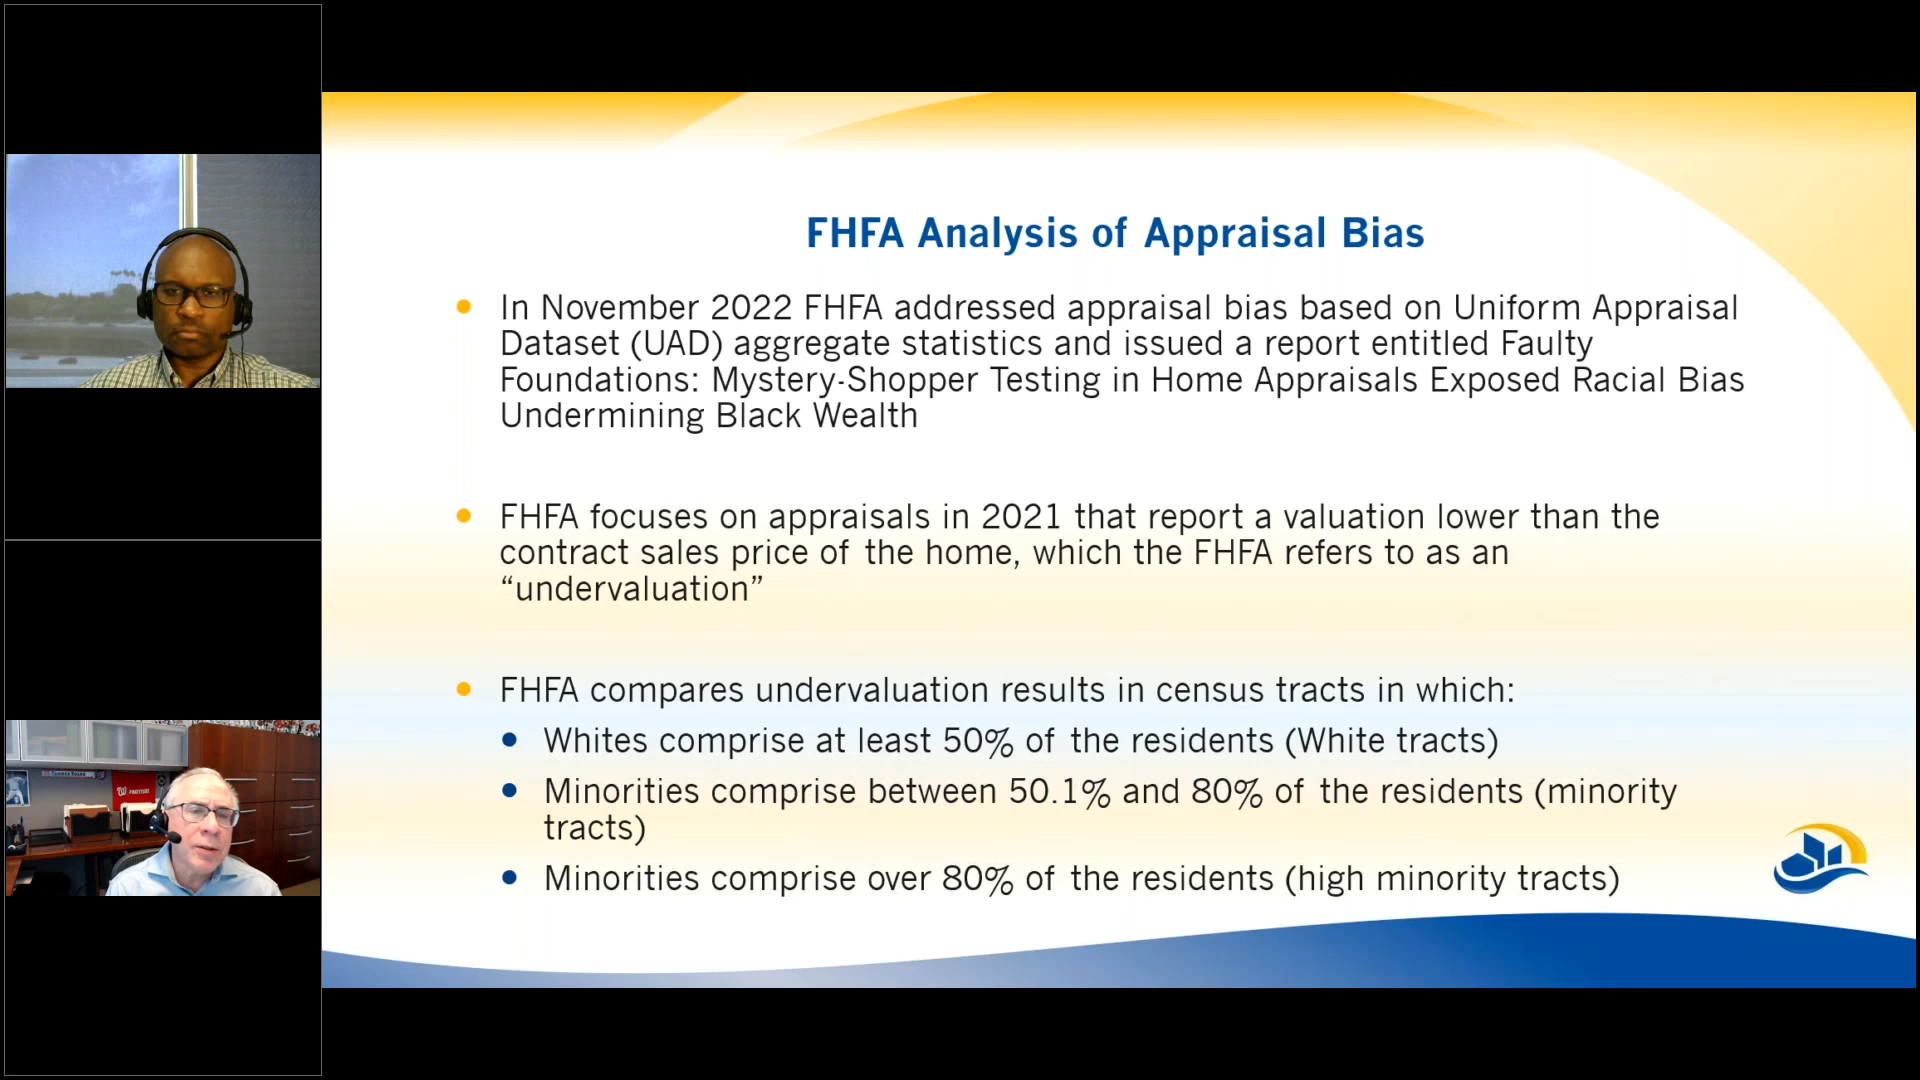 FHFA Analysis of Appraisal Bias
In November 2022 FHFA addressed appraisal bias based on Uniform Appraisal
Dataset (UAD) aggregate statistics and issued a report entitled Faulty
Foundations: Mystery-Shopper Testing in Home Appraisals Exposed Racial Bias
Undermining Black Wealth
FHFA focuses on appraisals in 2021 that report a valuation lower than the
contract sales price of the home, which the FHFA refers to as an
“undervaluation”
FHFA compares undervaluation results in census tracts in which:
Whites comprise at least 50% of the residents (White tracts)
Minorities comprise between 50.1% and 80% of the residents (minority
tracts)
Minorities comprise over 80% of the residents (high minority tracts)